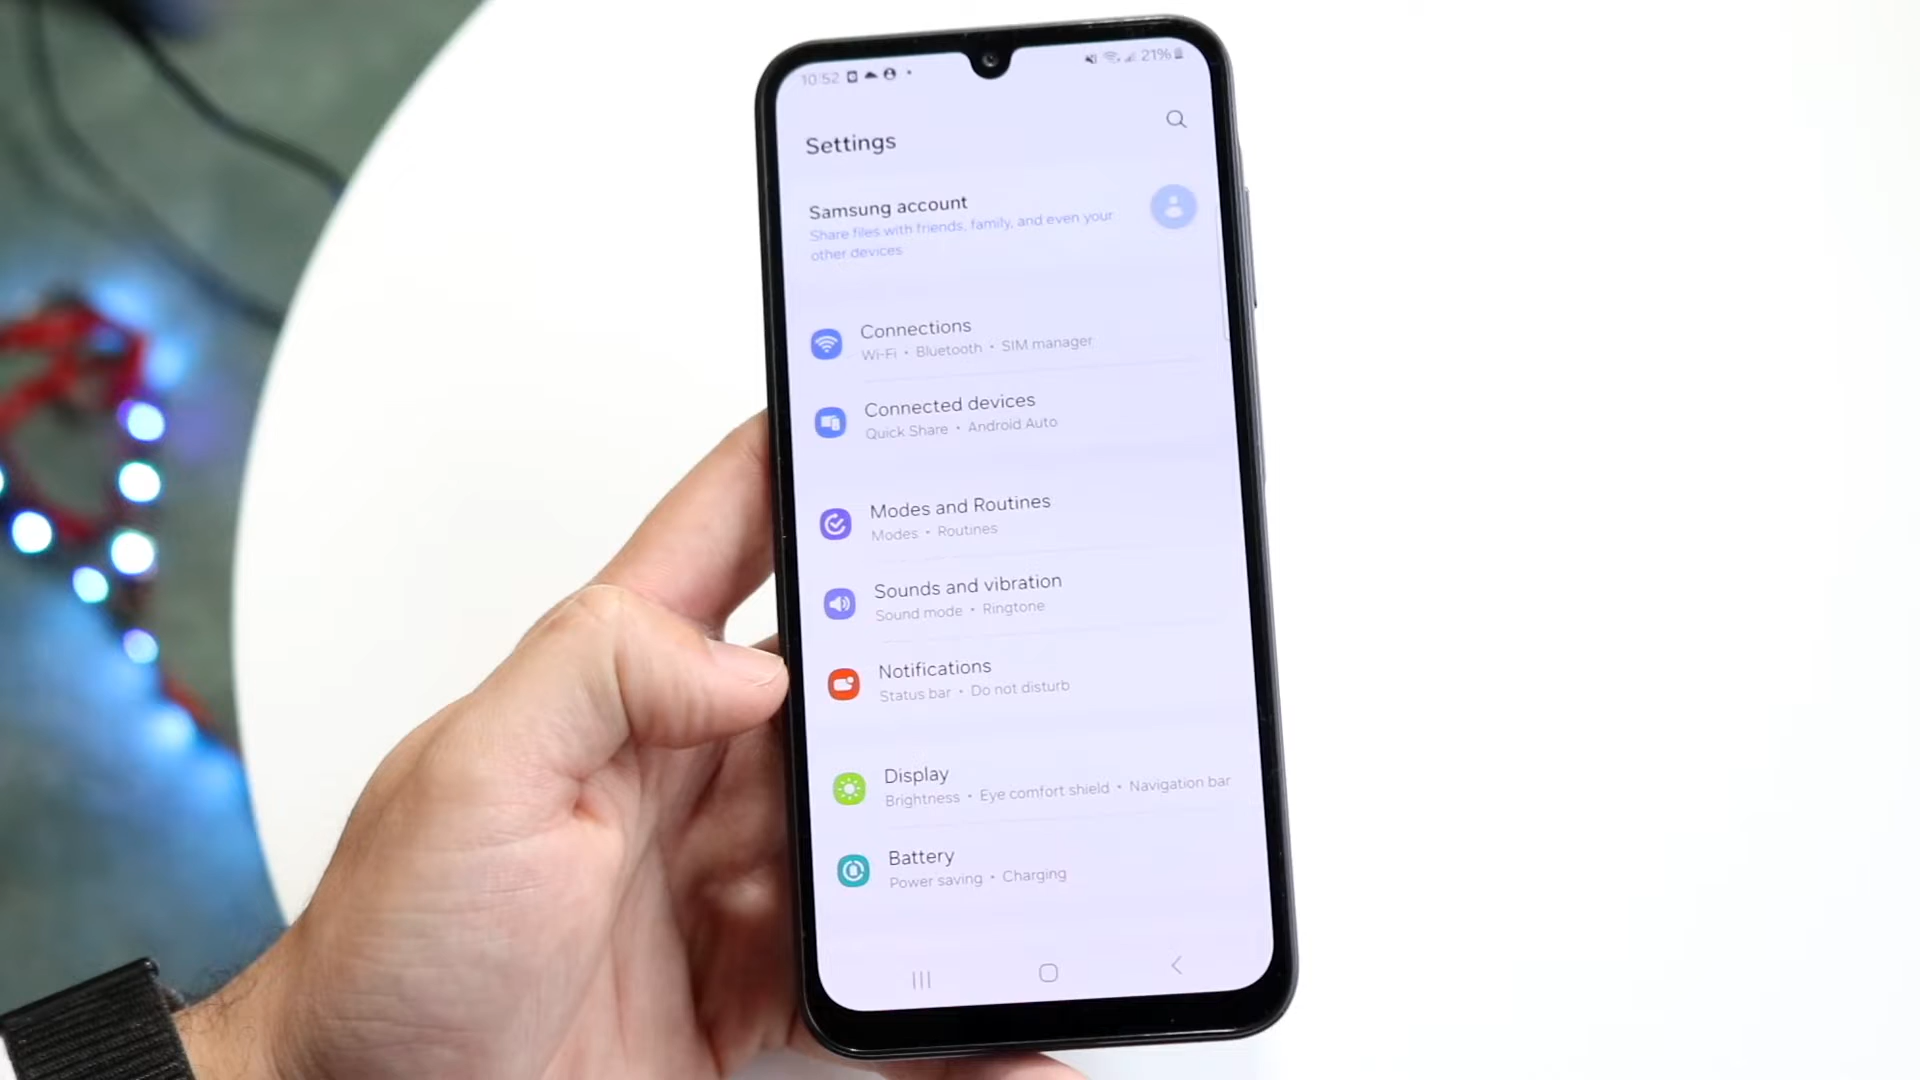 10:52 21%
Settings
Samsung account
Share files with friends, family, and even your
other devices
Connections
Wi-Fi • Bluetooth • SIM manager
Connected devices
Quick Share • Android Auto
Modes and Routines
Modes • Routines
Sounds and vibration
Sound mode • Ringtone
Notifications
Status bar • Do not disturb
Display
Brightness • Eye comfort shield • Navigation bar
Battery
Power saving • Charging